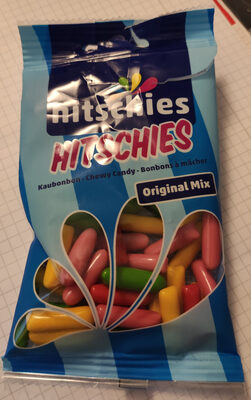 hitschies
HITSCHIES
Kaubonbon · Chewy Candy · Bonbons à mâcher
Original Mix